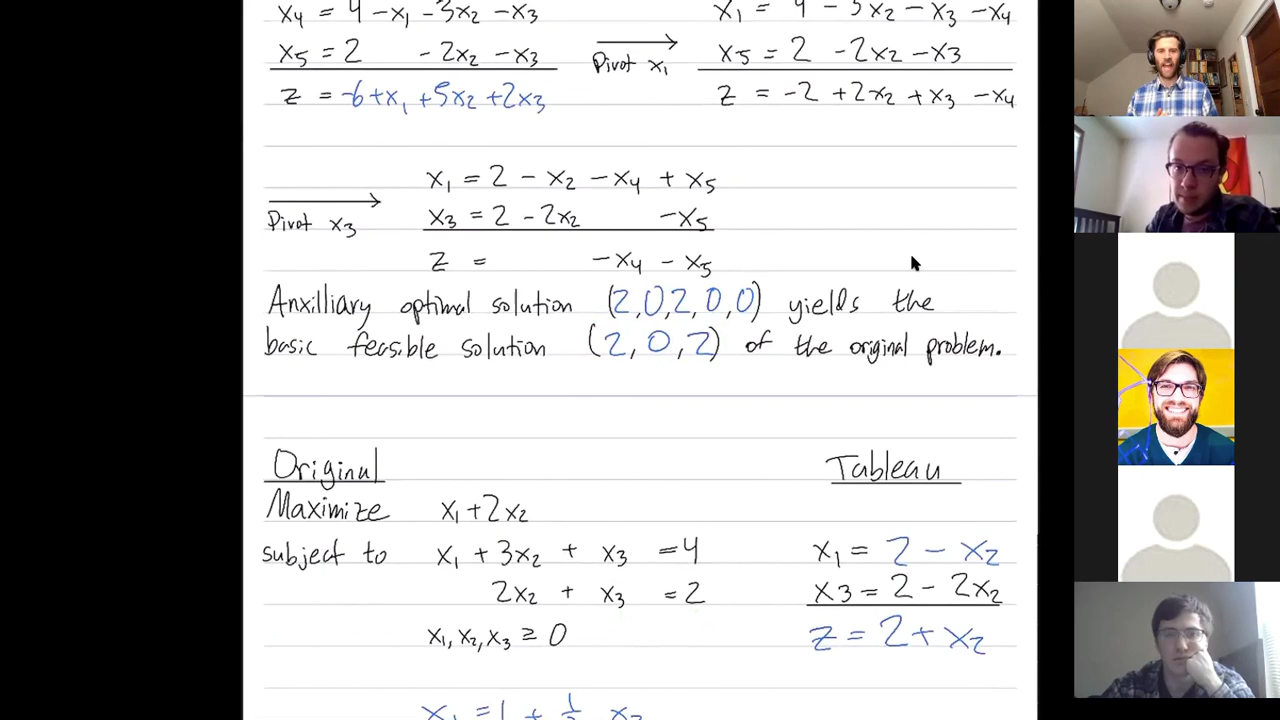 x₄ = 4 - x₁ - 3x₂ - x₃
x₅ = 2 - 2x₂ - x₃
z = -6 + x₁ + 5x₂ + 2x₃
Pivot x₁
x₁ = 4 - 3x₂ - x₃ - x₄
x₅ = 2 - 2x₂ - x₃
z = -2 + 2x₂ + x₃ - x₄
Pivot x₃
x₁ = 2 - x₂ - x₄ + x₅
x₃ = 2 - 2x₂ - x₅
z = - x₄ - x₅
Anxilliary optimal solution (2,0,2,0,0) yields the
basic feasible solution (2, 0, 2) of the original problem.
Original
Maximize x₁ + 2x₂
subject to x₁ + 3x₂ + x₃ = 4
2x₂ + x₃ = 2
x₁, x₂, x₃ ≥ 0
Tableau
x₁ = 2 - x₂
x3 = 2 - 2x₂
z = 2 + x₂
x₁ = 1 +